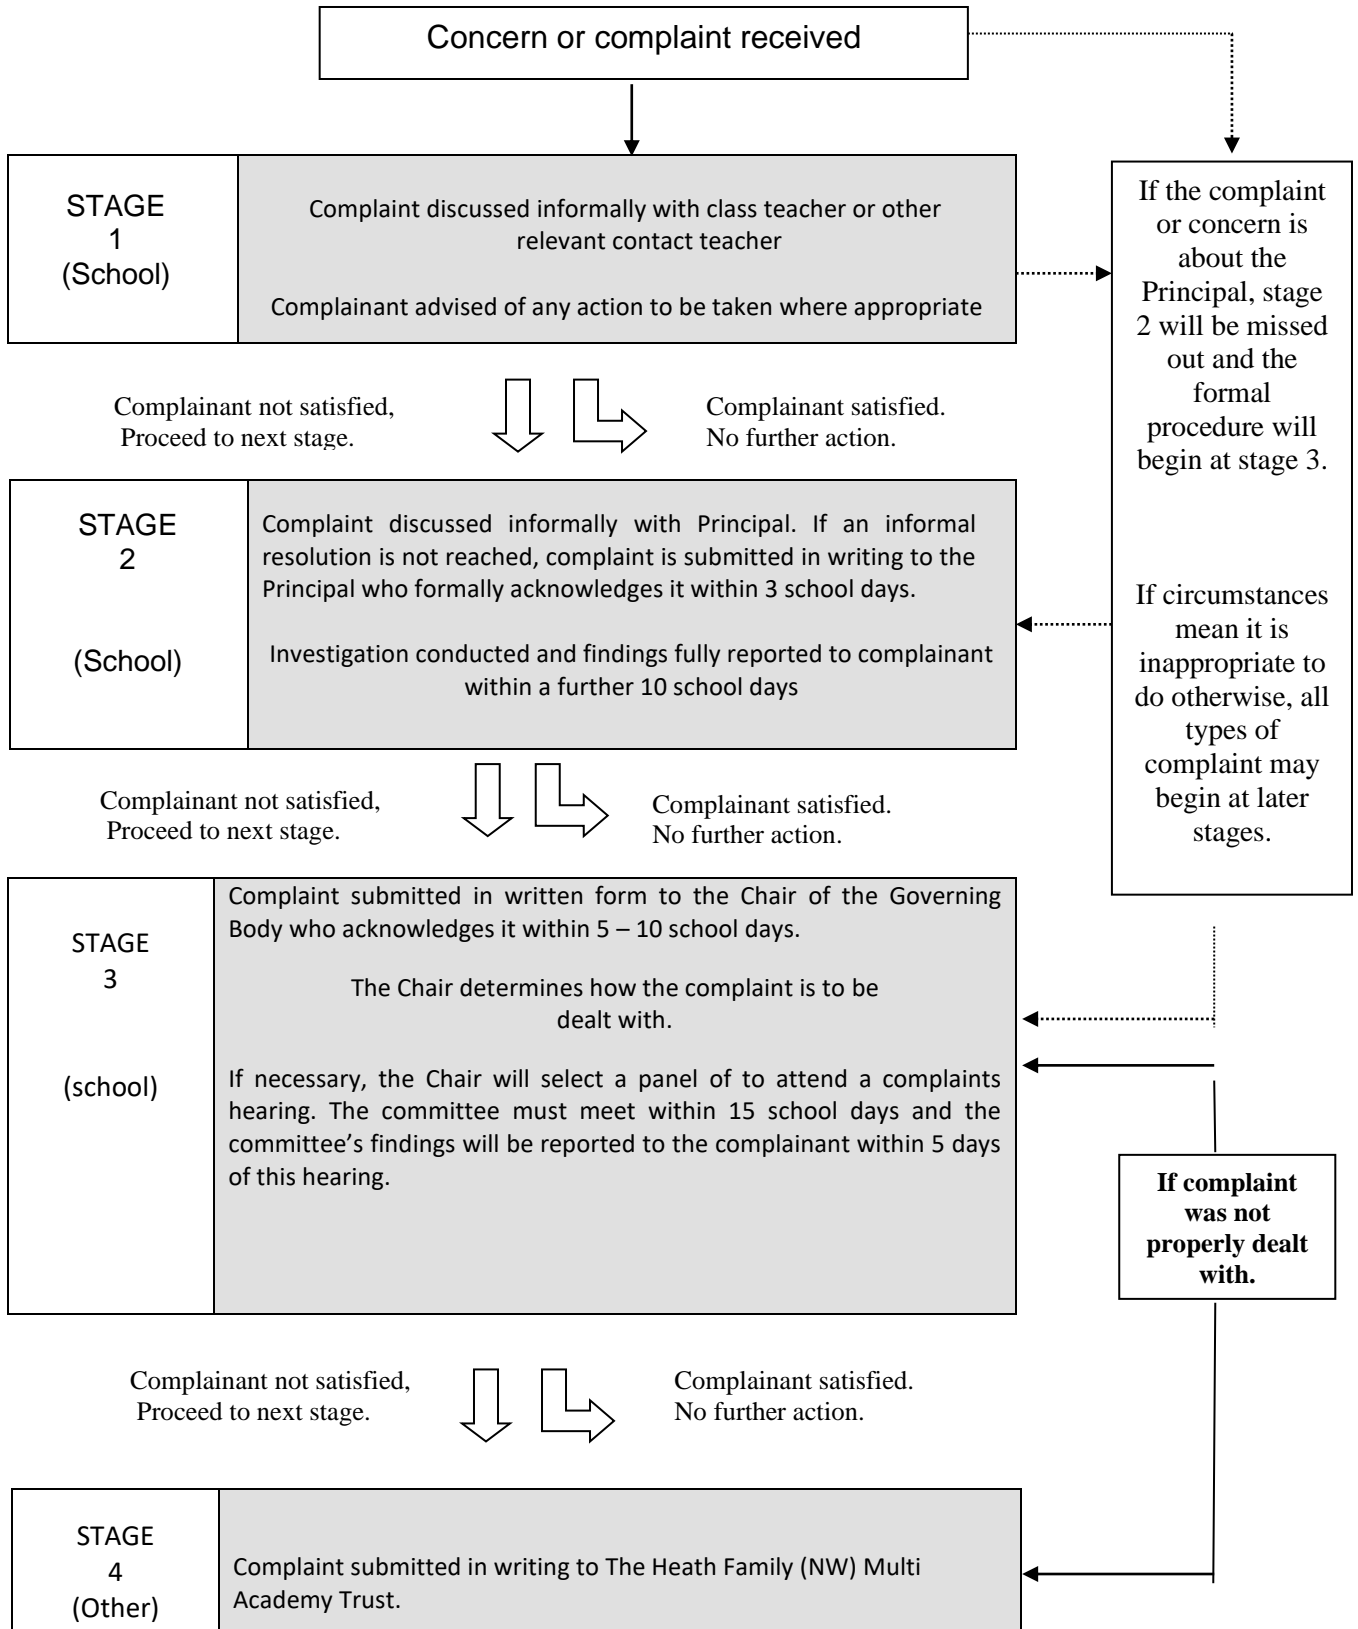 Concern or complaint received
STAGE
1
(School)
Complaint discussed informally with class teacher or other
relevant contact teacher
Complainant advised of any action to be taken where appropriate
If the complaint
or concern is
about the
Principal, stage
2 will be missed
out and the
formal
procedure will
begin at stage 3.
If circumstances
mean it is
inappropriate to
do otherwise, all
types of
complaint may
begin at later
stages.
Complainant not satisfied,
Proceed to next stage.
Complainant satisfied.
No further action.
STAGE
2
(School)
Complaint discussed informally with Principal. If an informal
resolution is not reached, complaint is submitted in writing to the
Principal who formally acknowledges it within 3 school days.
Investigation conducted and findings fully reported to complainant
within a further 10 school days
Complainant not satisfied,
Proceed to next stage.
Complainant satisfied.
No further action.
STAGE
3
(school)
Complaint submitted in written form to the Chair of the Governing
Body who acknowledges it within 5 – 10 school days.
The Chair determines how the complaint is to be
dealt with.
If necessary, the Chair will select a panel of to attend a complaints
hearing. The committee must meet within 15 school days and the
committee’s findings will be reported to the complainant within 5 days
of this hearing.
If complaint
was not
properly dealt
with.
Complainant not satisfied,
Proceed to next stage.
Complainant satisfied.
No further action.
STAGE
4
(Other)
Complaint submitted in writing to The Heath Family (NW) Multi
Academy Trust.